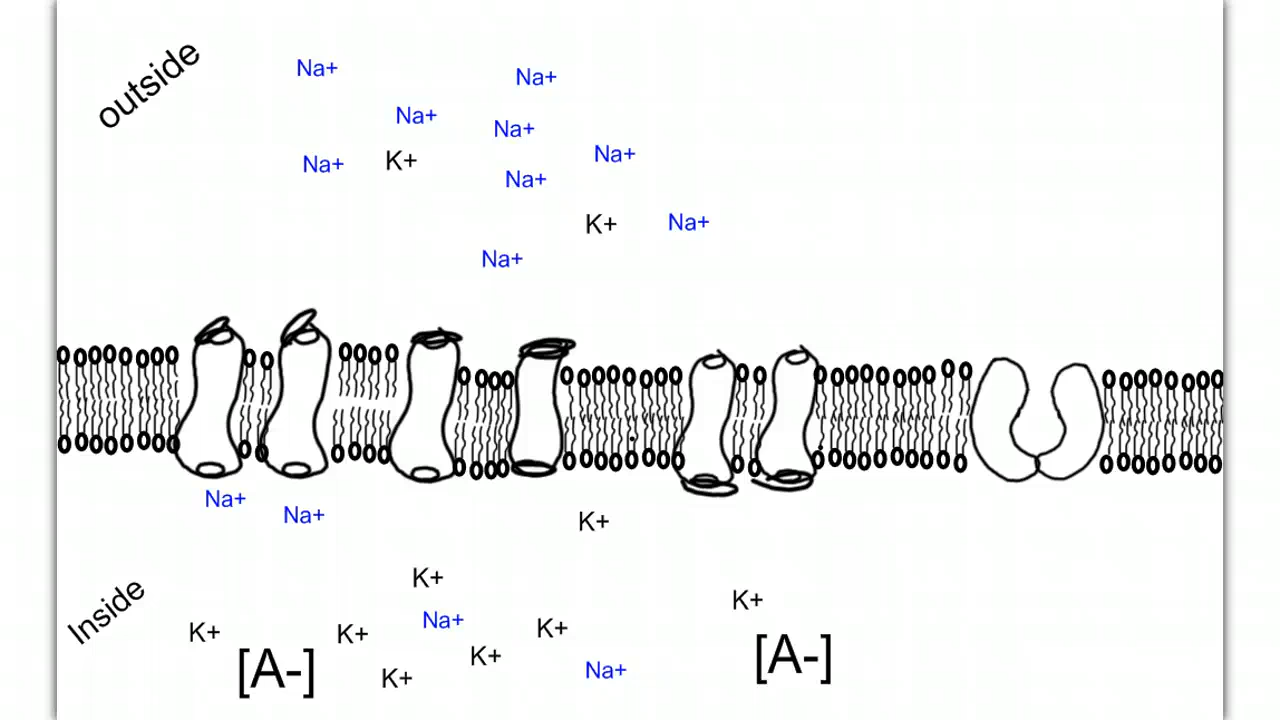 outside
Na+
Na+
Na+
Na+
Na+
K+
Na+
Na+
K+
Na+
Na+
Na+
Na+
K+
K+
K+
Inside
Na+
K+
K+
K+
K+
[A-]
[A-]
Na+
K+